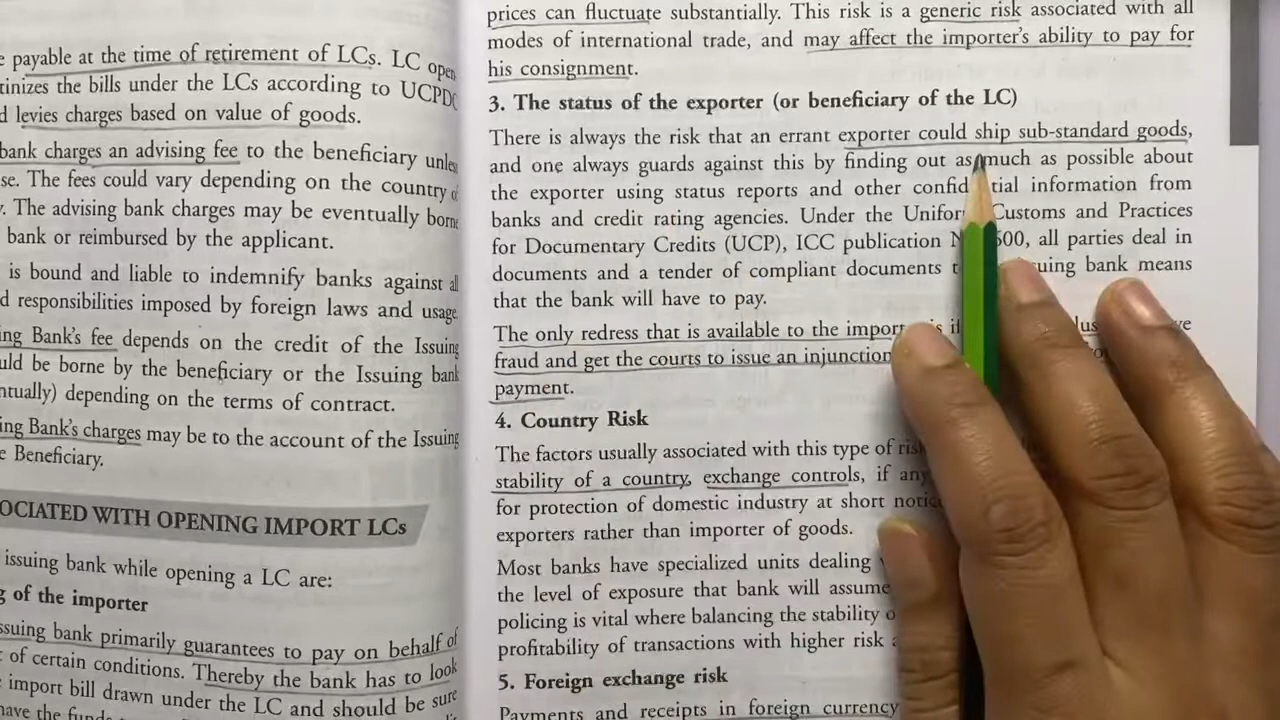 payable at the time of retirement of LCs. LC open
tinizes the bills under the LCs according to UCPDC
d levies charges based on value of goods.
bank charges an advising fee to the beneficiary unles
se. The fees could vary depending on the country o
. The advising bank charges may be eventually borne
bank or reimbursed by the applicant.
is bound and liable to indemnify banks against all
d responsibilities imposed by foreign laws and usage
ing Bank's fee depends on the credit of the Issuing
uld be borne by the beneficiary or the Issuing bank
ntually) depending on the terms of contract.
ing Bank's charges may be to the account of the Issuing
e Beneficiary.
OCIATED WITH OPENING IMPORT LCs
issuing bank while opening a LC are:
g of the importer
ssuing bank primarily guarantees to pay on behalf of
of certain conditions. Thereby the bank has to look
import bill drawn under the LC and should be sure
have the funds
prices can fluctuate substantially. This risk is a generic risk associated with all
modes of international trade, and may affect the importer's ability to pay for
his consignment.
3. The status of the exporter (or beneficiary of the LC)
There is always the risk that an errant exporter could ship sub-standard goods,
and one always guards against this by finding out as much as possible about
the exporter using status reports and other confid tial information from
banks and credit rating agencies. Under the Unifor Customs and Practices
for Documentary Credits (UCP), ICC publication N 600, all parties deal in
documents and a tender of compliant documents t uing bank means
that the bank will have to pay.
The only redress that is available to the import is i
fraud and get the courts to issue an injunction
payment.
4. Country Risk
The factors usually associated with this type of ris
stability of a country, exchange controls, if any
for protection of domestic industry at short notic
exporters rather than importer of goods.
Most banks have specialized units dealing
the level of exposure that bank will assume
policing is vital where balancing the stability o
profitability of transactions with higher risk a
5. Foreign exchange risk
Payments and receipts in foreign currency